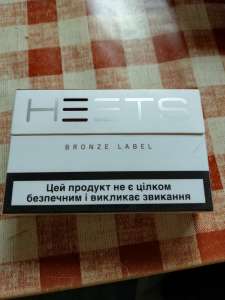 HEETS
BRONZE LABEL
Цей продукт не є цілком
безпечним і викликає звикання